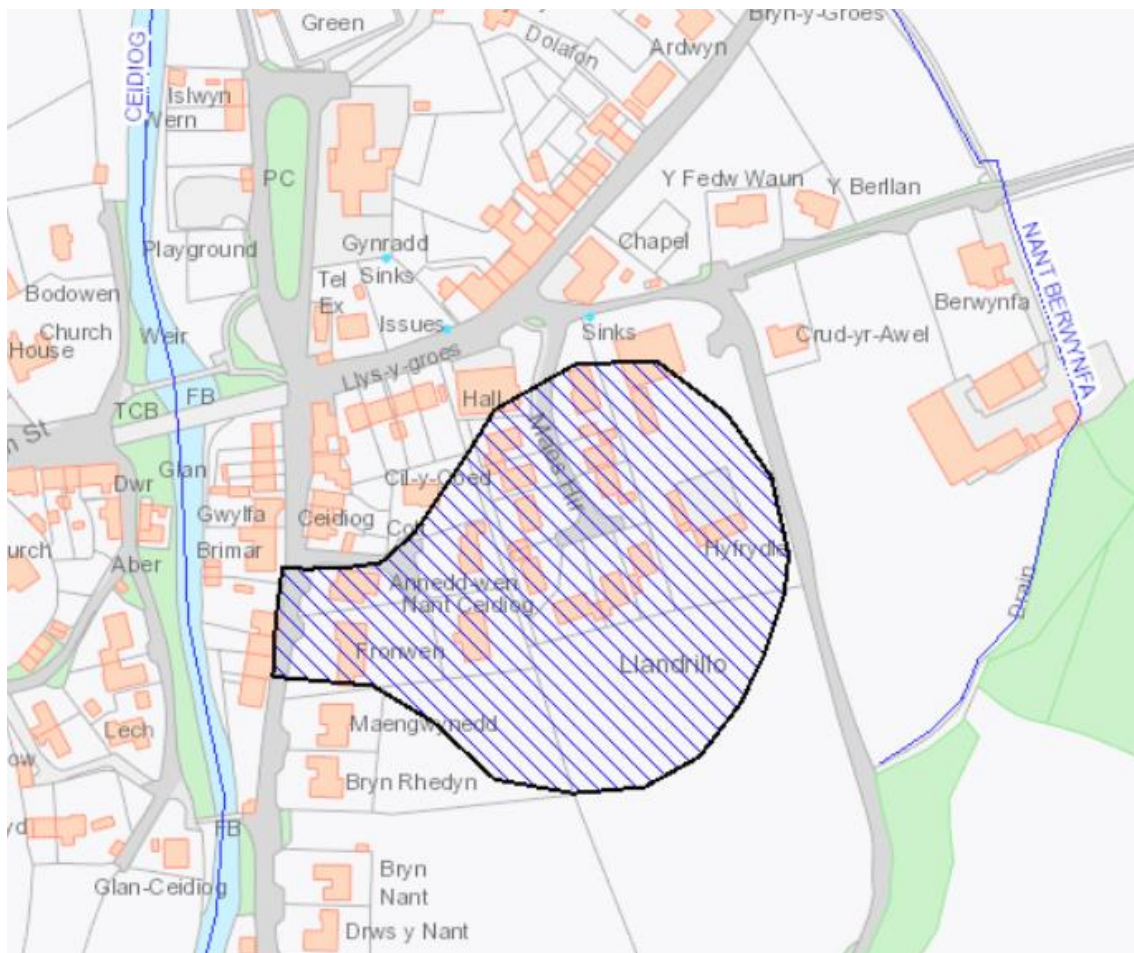 Green
Bryn-y-Groes
Dolafon
Ardwyn
CEIDIOG
Islwyn
Wern
PC
Y Fedw Waun
Y Berllan
Playground
Gynradd
Chapel
Sinks
NANT BERWYNFA
Bodowen
Tel
Ex
Berwynfa
Church
House
Weir
Issues
Sinks
Crud-yr-Awel
Llys-y-groes
TCB
FB
Hall
Maes Hir
St
Glan
Cil-y-Coed
Dwr
Gwylfa
Ceidiog
Brimar
Hyfrydle
Aber
Annedd-wen
Nant Ceidiog
Drain
Fronwen
Llandrillo
Lech
Maengwynedd
Bryn Rhedyn
FB
Glan-Ceidiog
Bryn
Nant
Drws y Nant